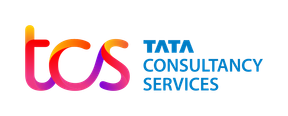 tcs
TATA
CONSULTANCY
SERVICES